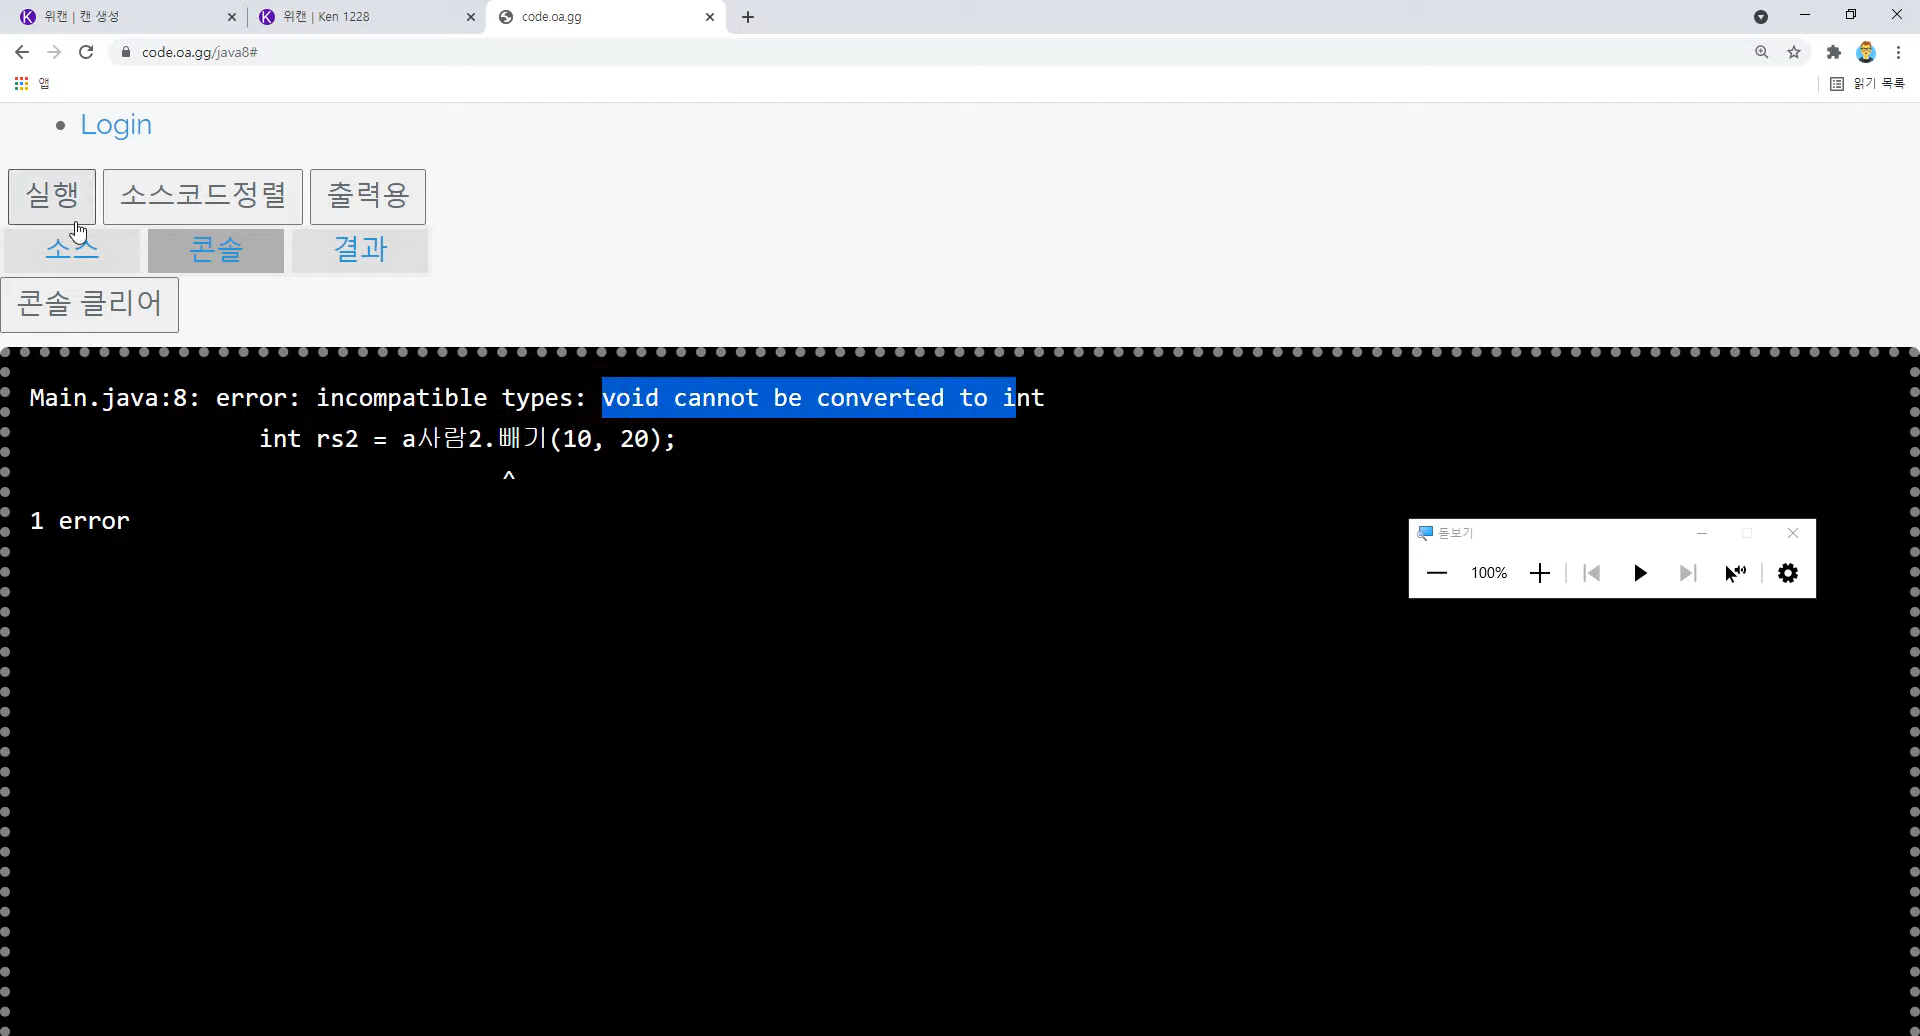 위캔 | 캔 생성
위캔 | Ken 1228
code.oa.gg
code.oa.gg/java8#
앱
읽기 목록
Login
실행
소스코드정렬
출력용
소스
콘솔
결과
콘솔 클리어
Main.java:8: error: incompatible types: void cannot be converted to int
int rs2 = a사람2.빼기(10, 20);
^
1 error
돋보기
100%